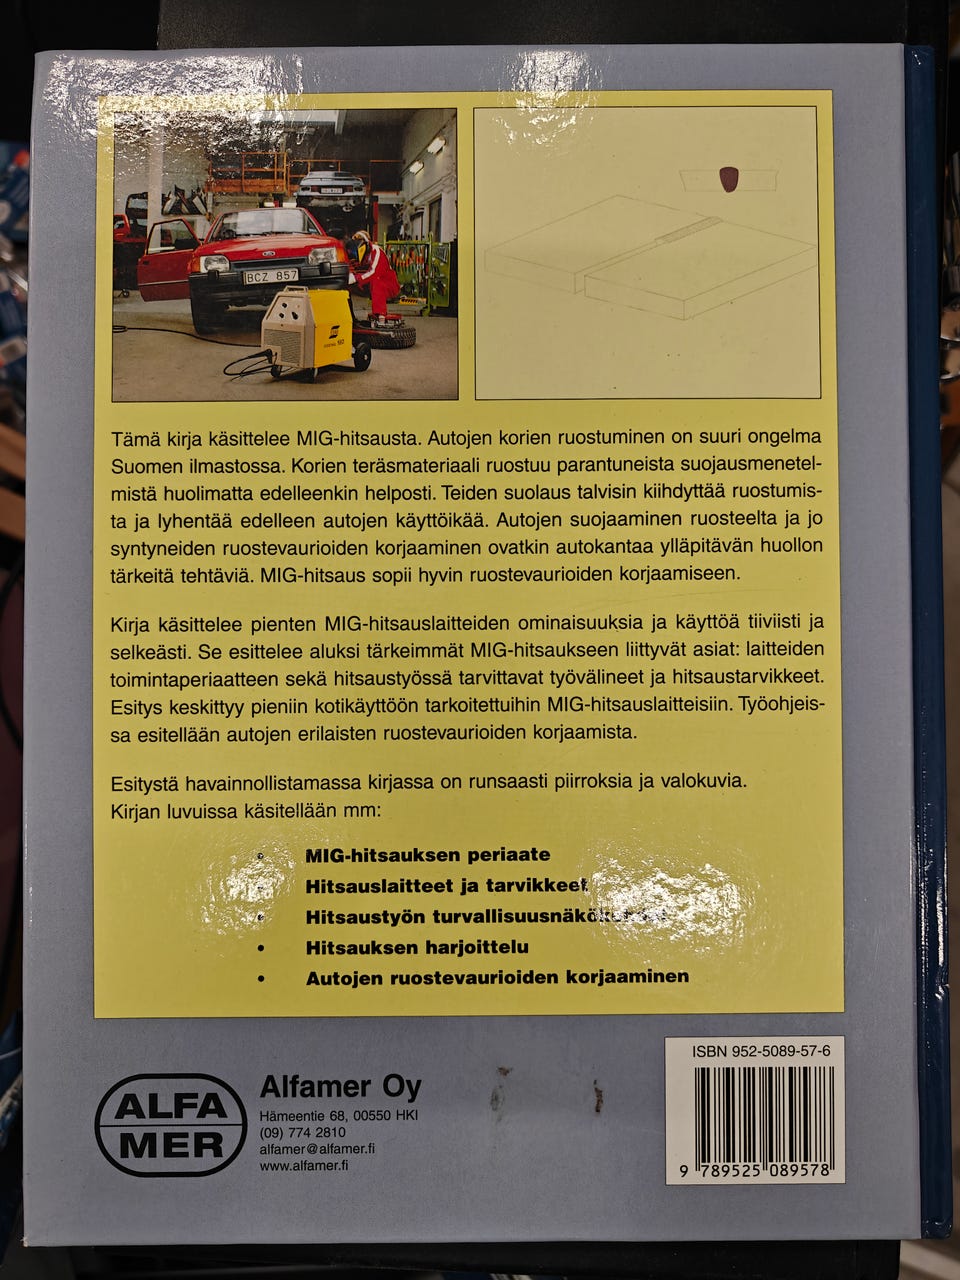 BCZ 857
ESAB
Tämä kirja käsittelee MIG-hitsausta. Autojen korien ruostuminen on suuri ongelma
Suomen ilmastossa. Korien teräsmateriaali ruostuu parantuneista suojausmenetel-
mistä huolimatta edelleenkin helposti. Teiden suolaus talvisin kiihdyttää ruostumis-
ta ja lyhentää edelleen autojen käyttöikää. Autojen suojaaminen ruosteelta ja jo
syntyneiden ruostevaurioiden korjaaminen ovatkin autokantaa ylläpitävän huollon
tärkeitä tehtäviä. MIG-hitsaus sopii hyvin ruostevaurioiden korjaamiseen.
Kirja käsittelee pienten MIG-hitsauslaitteiden ominaisuuksia ja käyttöä tiiviisti ja
selkeästi. Se esittelee aluksi tärkeimmät MIG-hitsaukseen liittyvät asiat: laitteiden
toimintaperiaatteen sekä hitsaustyössä tarvittavat työvälineet ja hitsaustarvikkeet.
Esitys keskittyy pieniin kotikäyttöön tarkoitettuihin MIG-hitsauslaitteisiin. Työohjeis-
sa esitellään autojen erilaisten ruostevaurioiden korjaamista.
Esitystä havainnollistamassa kirjassa on runsaasti piirroksia ja valokuvia.
Kirjan luvuissa käsitellään mm:
• MIG-hitsauksen periaate
• Hitsauslaitteet ja tarvikkeet
• Hitsaustyön
• Hitsauksen harjoittelu
• Autojen ruostevaurioiden korjaaminen
ALFA
MER
Alfamer Oy
Hämeentie 68, 00550 HKI
(09) 774 2810
alfamer@alfamer.fi
www.alfamer.fi
ISBN 952-5089-57-6
9 789525 089578